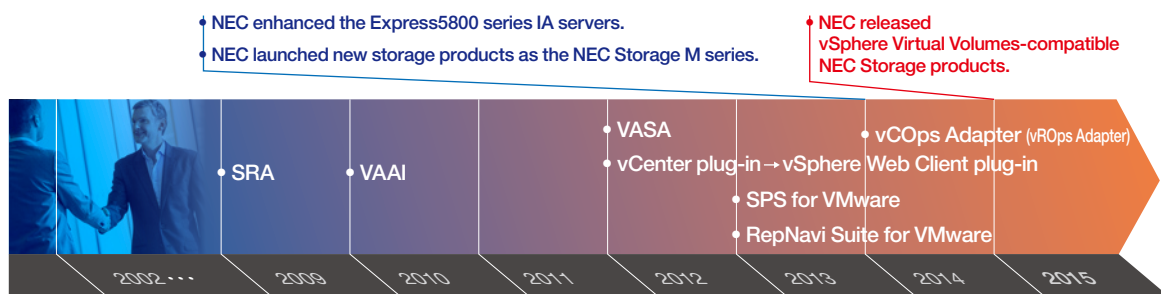 NEC enhanced the Express5800 series IA servers.
NEC launched new storage products as the NEC Storage M series.
NEC released
vSphere Virtual Volumes-compatible
NEC Storage products.
SRA
VAAI
VASA
vCenter plug-in→vSphere Web Client plug-in
SPS for VMware
RepNavi Suite for VMware
vCOps Adapter (vROps Adapter)
2002・・・ 2009 2010 2011 2012 2013 2014 2015